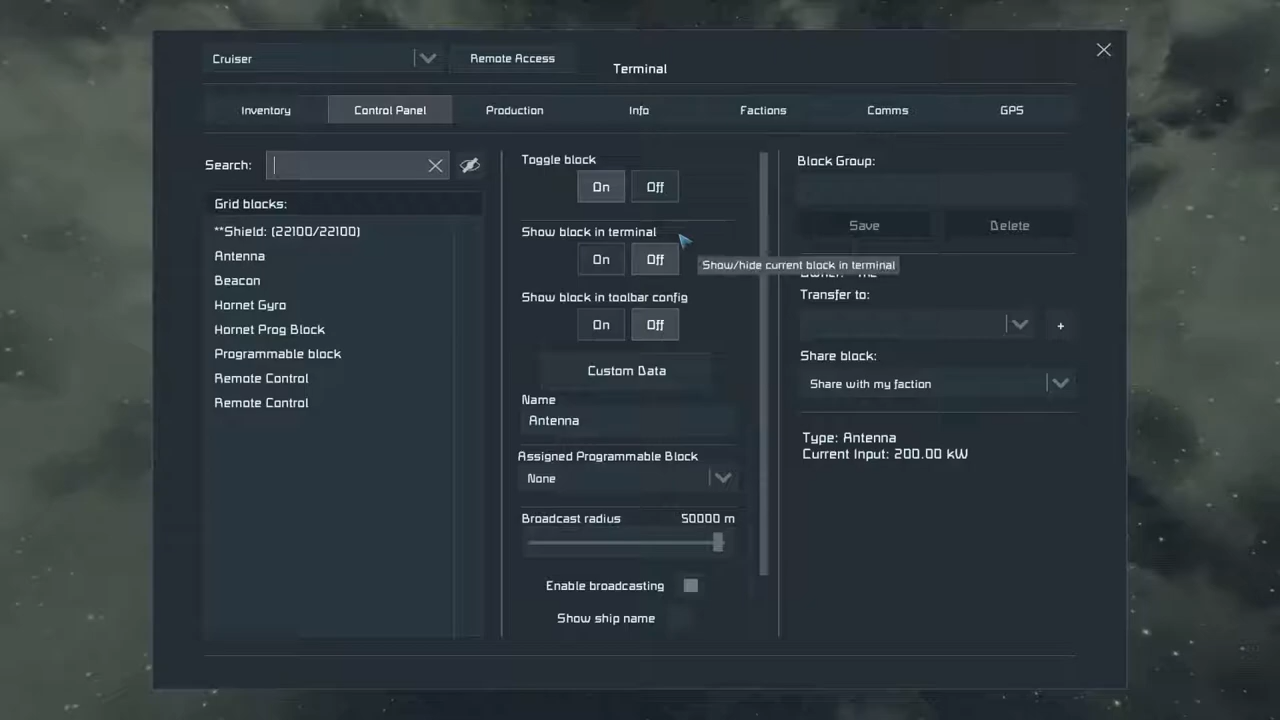 Cruiser
Remote Access
Terminal
Inventory
Control Panel
Production
Info
Factions
Comms
GPS
Search:
Grid blocks:
**Shield: (22100/22100)
Antenna
Beacon
Hornet Gyro
Hornet Prog Block
Programmable block
Remote Control
Remote Control
Toggle block
On Off
Show block in terminal
On Off
Show/hide current block in terminal
Show block in toolbar config
On Off
Custom Data
Name
Antenna
Assigned Programmable Block
None
Broadcast radius 50000 m
Enable broadcasting
Show ship name
Block Group:
Save Delete
Transfer to:
+
Share block:
Share with my faction
Type: Antenna
Current Input: 200.00 kW